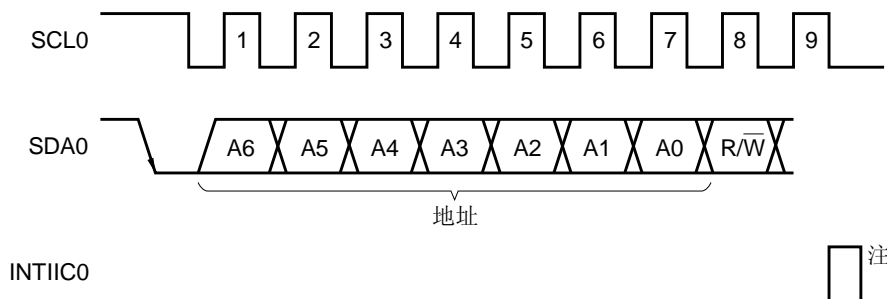 SCL0 1 2 3 4 5 6 7 8 9
SDA0 A6 A5 A4 A3 A2 A1 A0 R/W̅
地址
INTIIC0 注